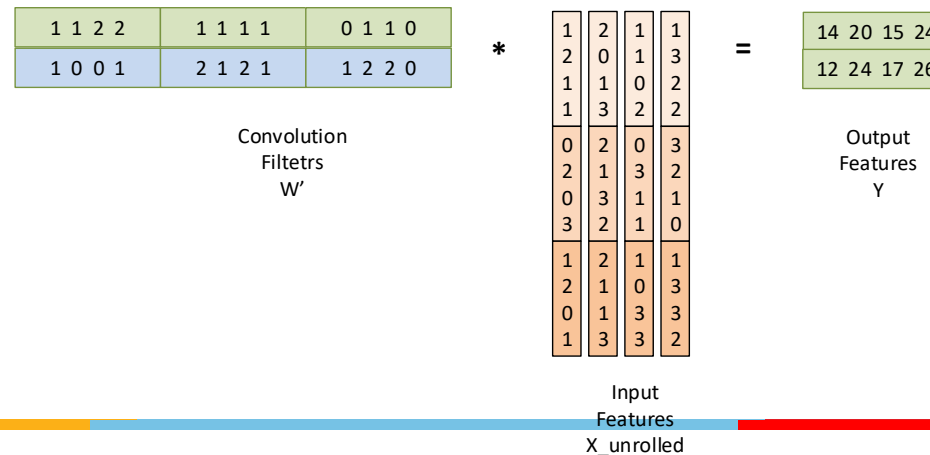 1 1 2 2 1 1 1 1 0 1 1 0
1 0 0 1 2 1 2 1 1 2 2 0
Convolution
Filtetrs
W’
*
1 2 1 1
2 0 1 3
1 1 0 2
1 3 2 2
0 2 0 3
2 1 3 2
0 3 1 1
3 2 1 0
1 2 0 1
2 1 1 3
1 0 3 3
1 3 3 2
Input
Features
X_unrolled
=
14 20 15 24
12 24 17 26
Output
Features
Y